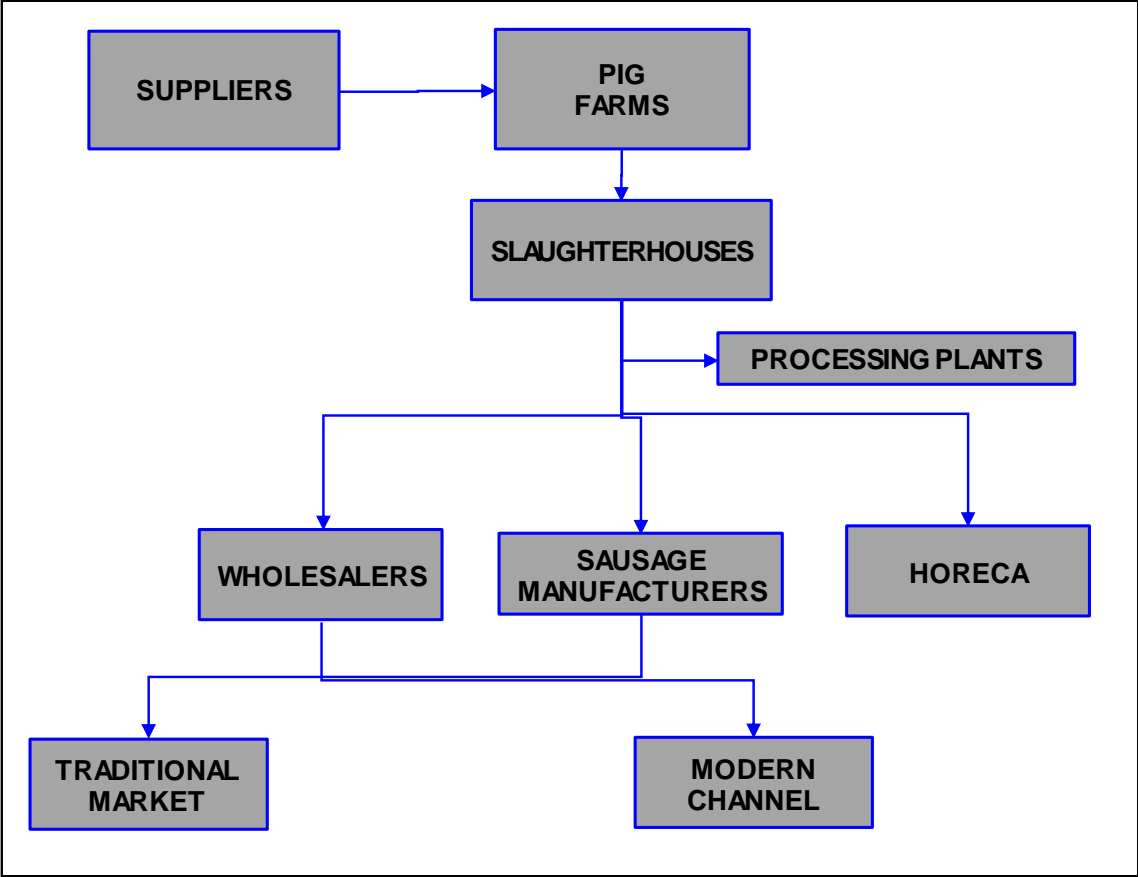 SUPPLIERS
PIG
FARMS
SLAUGHTERHOUSES
PROCESSING PLANTS
WHOLESALERS
SAUSAGE
MANUFACTURERS
HORECA
TRADITIONAL
MARKET
MODERN
CHANNEL